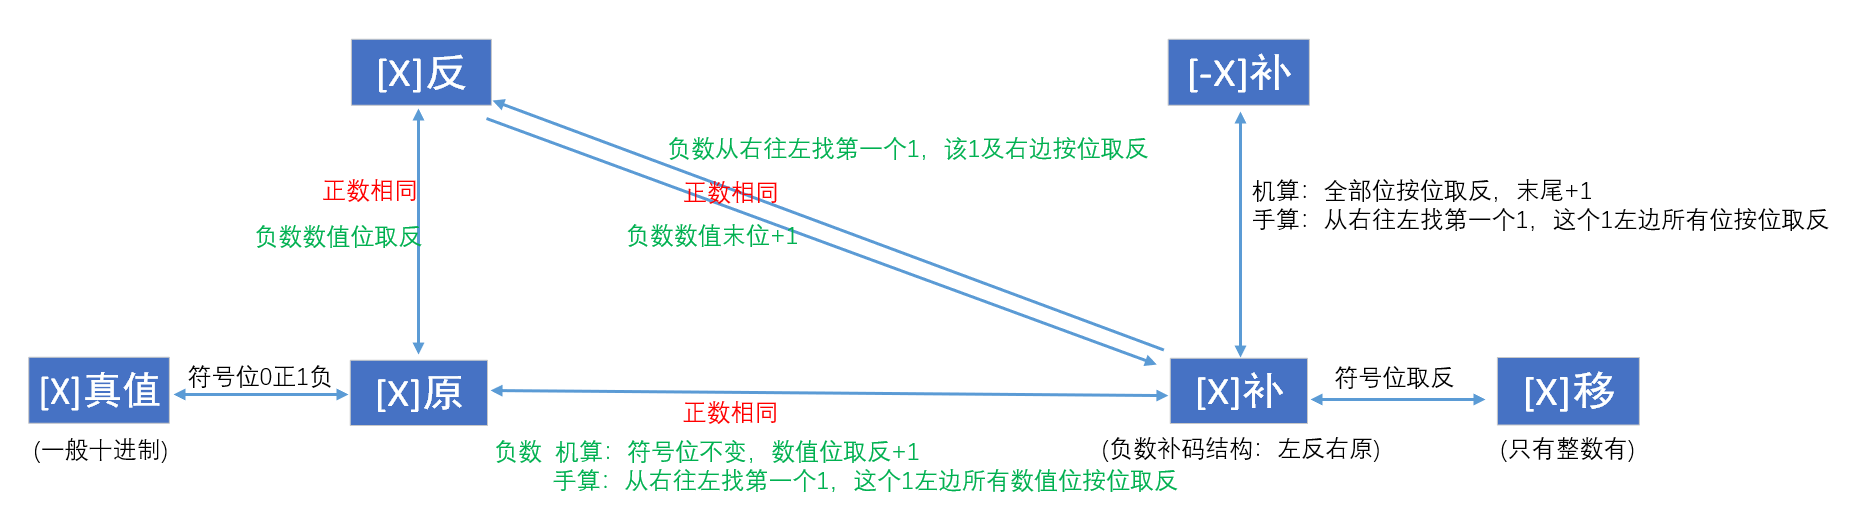 [X]反
[-X]补
负数从右往左找第一个1，该1及右边按位取反
正数相同
正数相同
机算：全部位按位取反，末尾+1
手算：从右往左找第一个1，这个1左边所有位按位取反
负数数值位取反
负数数值末位+1
[X]真值
符号位0正1负
[X]原
[X]补
符号位取反
[X]移
正数相同
(一般十进制)
负数 机算：符号位不变，数值位取反+1
(负数补码结构：左反右原)
(只有整数有)
手算：从右往左找第一个1，这个1左边所有数值位按位取反